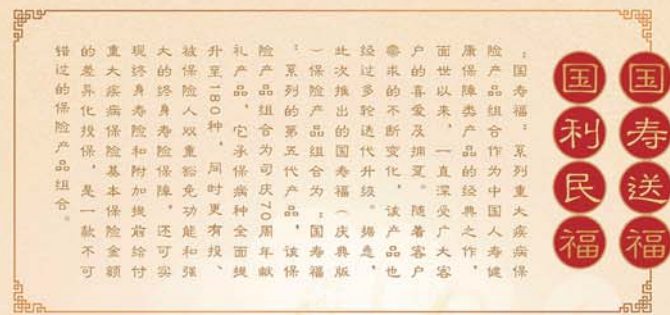 国寿送福
国利民福
“国寿福”系列重大疾病保
险产品组合作为中国人寿健
康保障类产品的经典之作，
面世以来，一直深受广大客
户的喜爱及拥趸。随着客户
需求的不断变化，该产品也
经过多轮迭代升级。据悉，
此次推出的国寿福（庆典版
）保险产品组合为“国寿福
”系列的第五代产品，该保
险产品组合为司庆70周年献
礼产品，它承保病种全面提
升至180种，同时更有投、
被保险人双重豁免功能和强
大的终身寿险保障，还可实
现终身寿险和附加提前给付
重大疾病保险基本保险金额
的差异化投保，是一款不可
错过的保险产品组合。